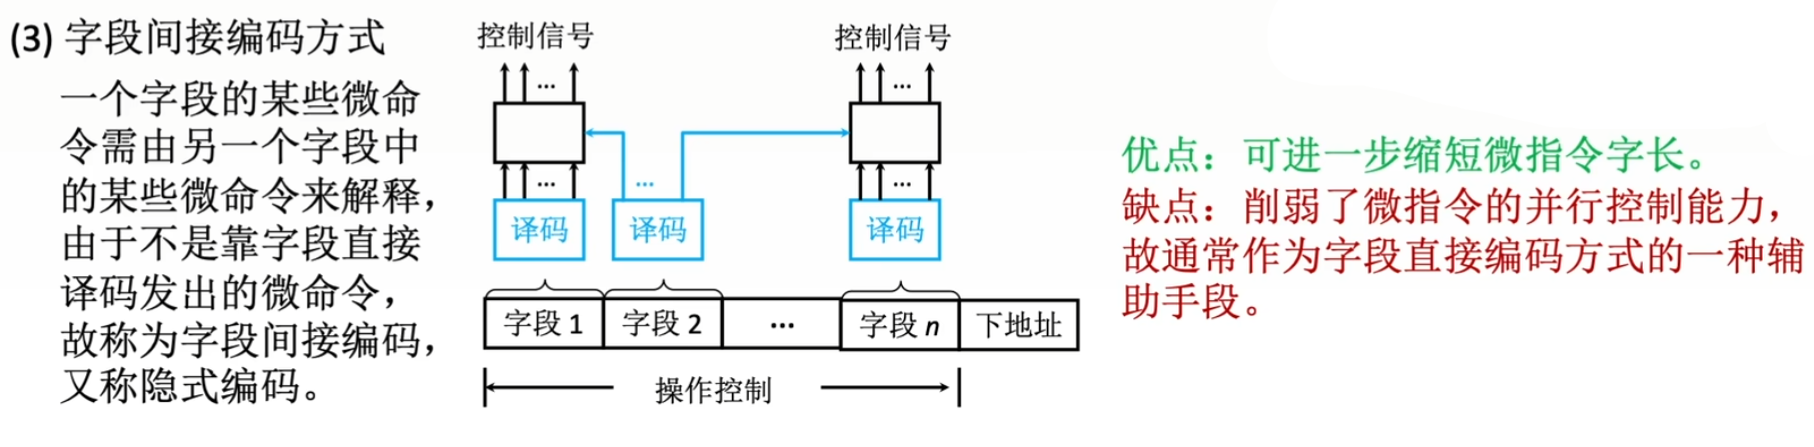 (3) 字段间接编码方式
一个字段的某些微命
令需由另一个字段中
的某些微命令来解释，
由于不是靠字段直接
译码发出的微命令，
故称为字段间接编码，
又称隐式编码。
控制信号 控制信号
... ...
... ... ...
译码 译码 译码
字段 1 字段 2 ... 字段 n 下地址
操作控制
优点：可进一步缩短微指令字长。
缺点：削弱了微指令的并行控制能力，
故通常作为字段直接编码方式的一种辅
助手段。